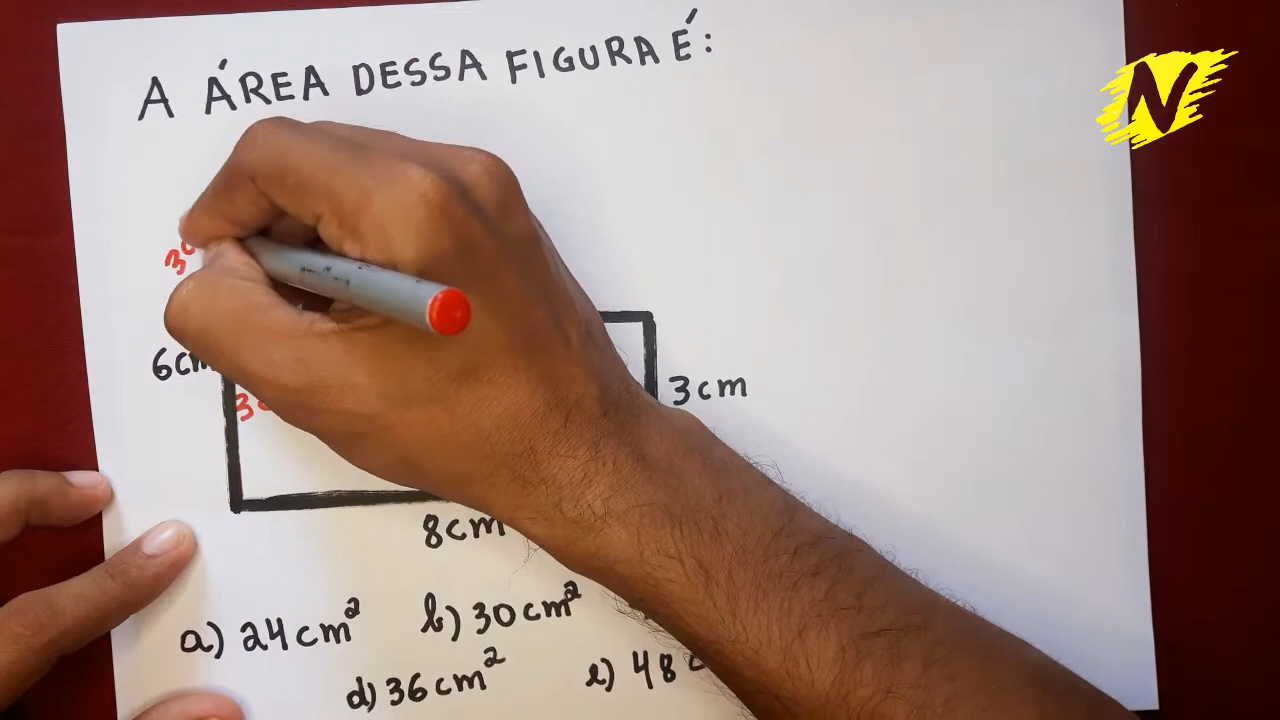 A ÁREA DESSA FIGURA É:
6cm
3cm
8cm
a) 24cm² b) 30cm²
d) 36cm² e) 48
N